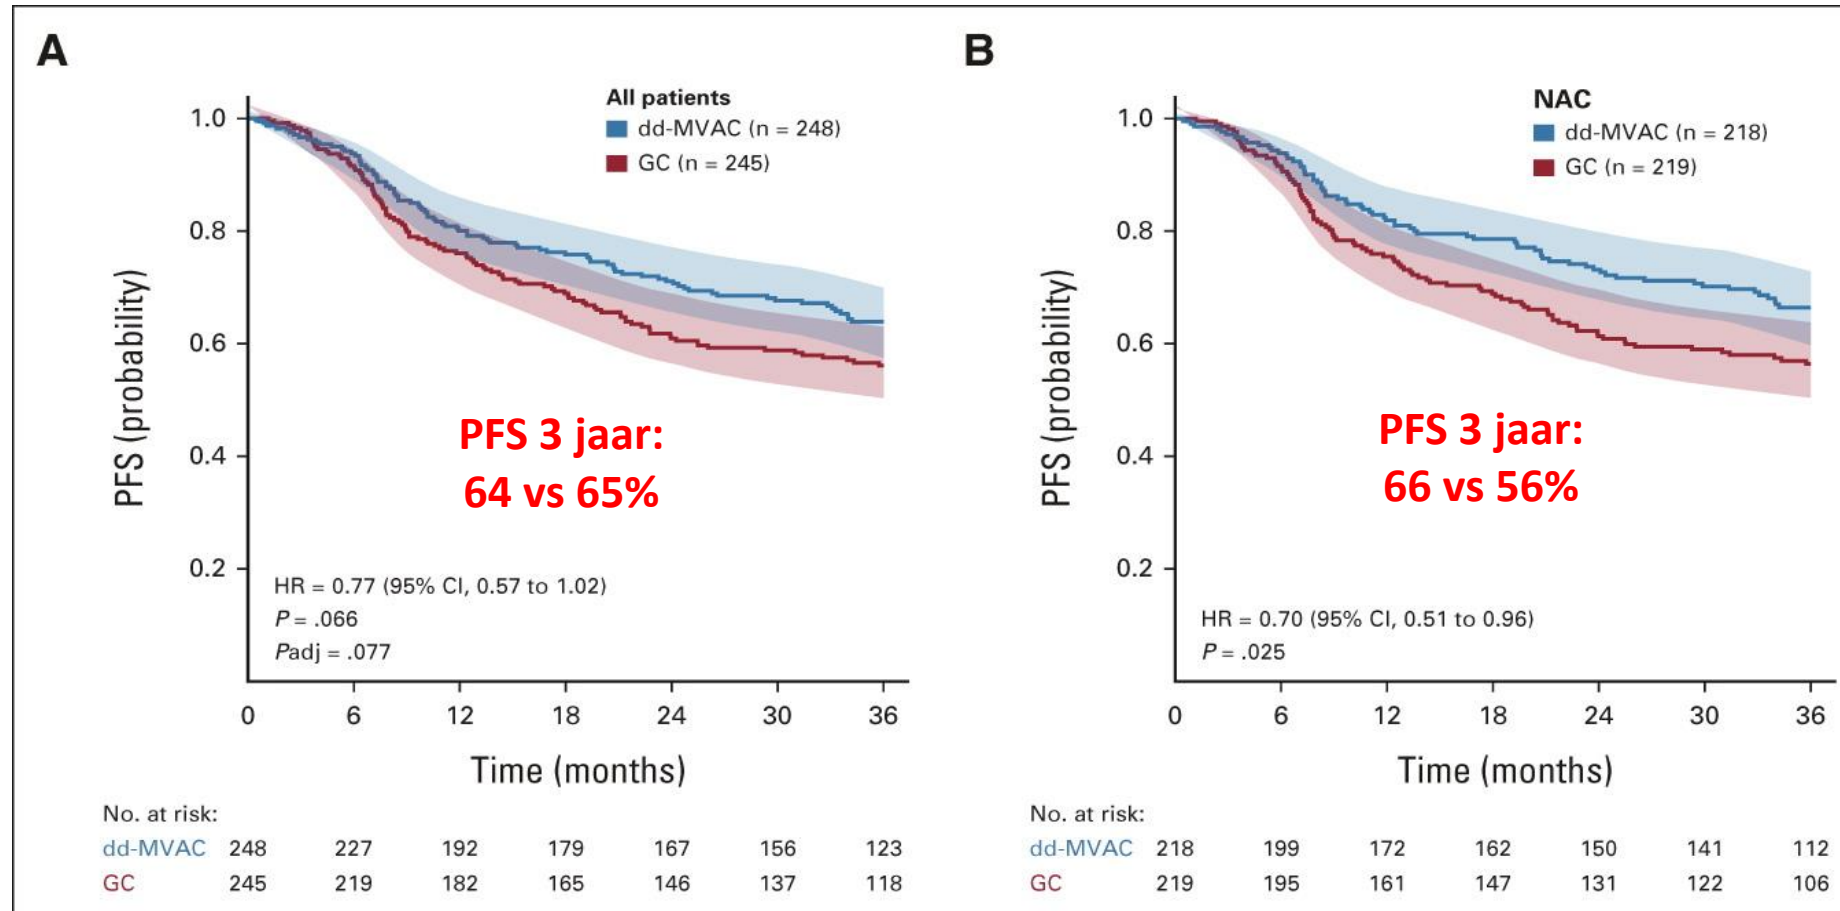 A
All patients
dd-MVAC (n = 248)
GC (n = 245)
1.0
0.8
0.6
0.4
0.2
PFS (probability)
PFS 3 jaar:
64 vs 65%
HR = 0.77 (95% CI, 0.57 to 1.02)
P = .066
Padj = .077
0 6 12 18 24 30 36
Time (months)
No. at risk:
dd-MVAC 248 227 192 179 167 156 123
GC 245 219 182 165 146 137 118
B
NAC
dd-MVAC (n = 218)
GC (n = 219)
1.0
0.8
0.6
0.4
0.2
PFS (probability)
PFS 3 jaar:
66 vs 56%
HR = 0.70 (95% CI, 0.51 to 0.96)
P = .025
0 6 12 18 24 30 36
Time (months)
No. at risk:
dd-MVAC 218 199 172 162 150 141 112
GC 219 195 161 147 131 122 106